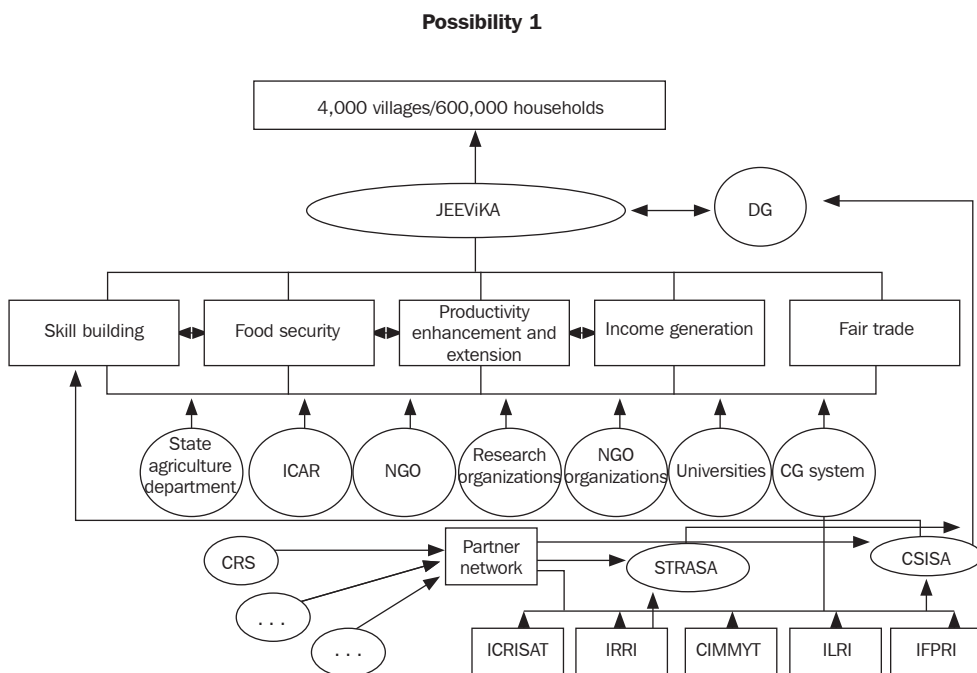 Possibility 1
4,000 villages/600,000 households
JEEViKA
DG
Skill building
Food security
Productivity
enhancement and
extension
Income generation
Fair trade
State
agriculture
department
ICAR
NGO
Research
organizations
NGO
organizations
Universities
CG system
CRS
Partner
network
STRASA
CSISA
. . .
. . .
ICRISAT
IRRI
CIMMYT
ILRI
IFPRI